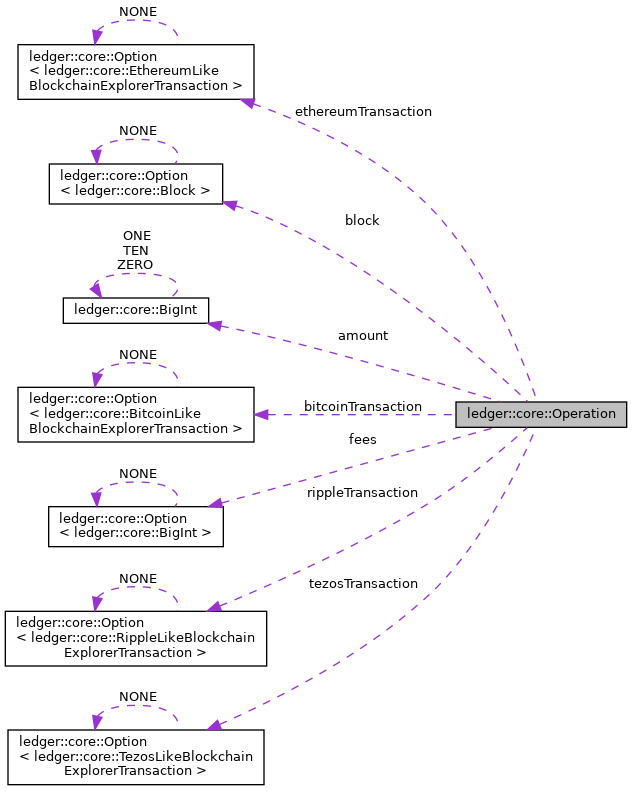 NONE
ledger::core::Option
< ledger::core::EthereumLike
BlockchainExplorerTransaction >
ethereumTransaction
NONE
ledger::core::Option
< ledger::core::Block >
block
ONE
TEN
ZERO
ledger::core::BigInt
amount
NONE
ledger::core::Option
< ledger::core::BitcoinLike
BlockchainExplorerTransaction >
bitcoinTransaction
ledger::core::Operation
fees
NONE
ledger::core::Option
< ledger::core::BigInt >
rippleTransaction
NONE
ledger::core::Option
< ledger::core::RippleLikeBlockchain
ExplorerTransaction >
tezosTransaction
NONE
ledger::core::Option
< ledger::core::TezosLikeBlockchain
ExplorerTransaction >